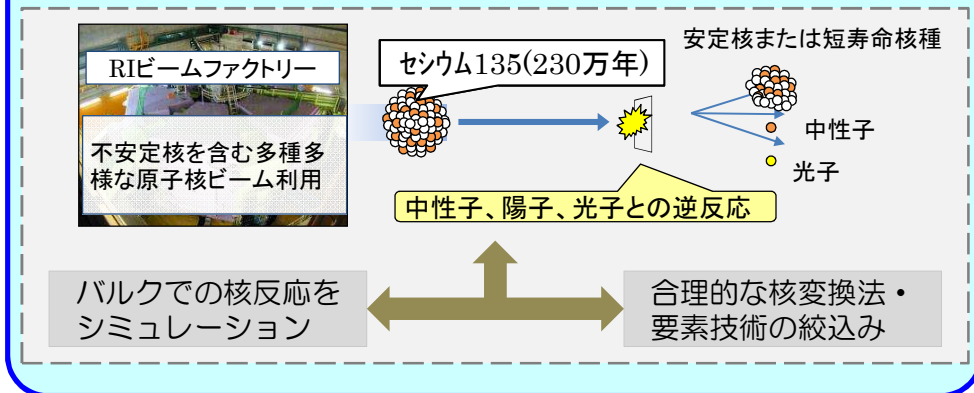 RIビームファクトリー
不安定核を含む多種多
様な原子核ビーム利用
セシウム135(230万年)
安定核または短寿命核種
中性子
光子
中性子、陽子、光子との逆反応
バルクでの核反応を
シミュレーション
合理的な核変換法・
要素技術の絞込み